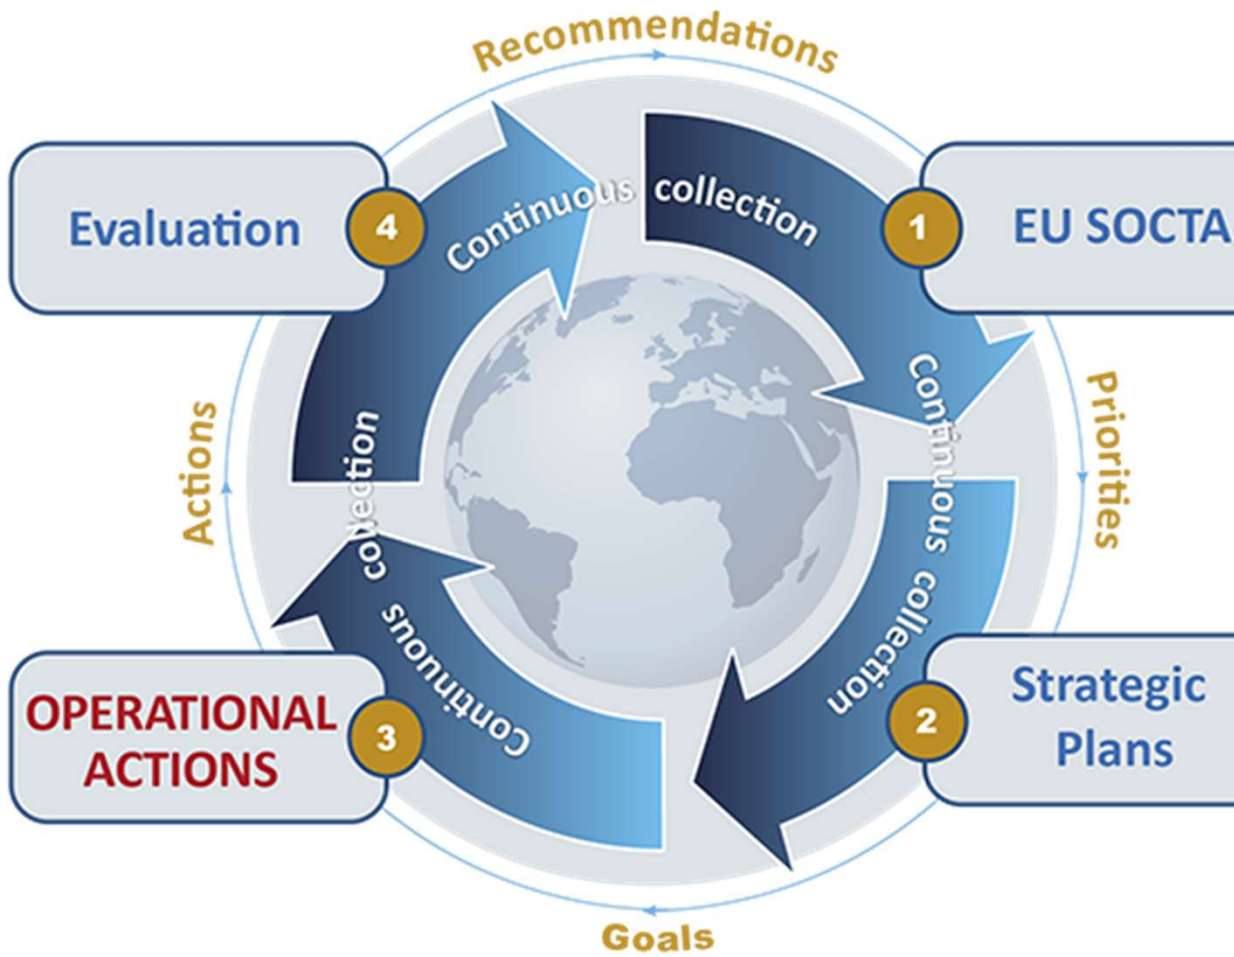 Recommendations
Evaluation
4
Continuous collection
1
EU SOCTA
Actions
Continuous collection
Priorities
Continuous collection
OPERATIONAL
ACTIONS
3
2
Strategic
Plans
Goals